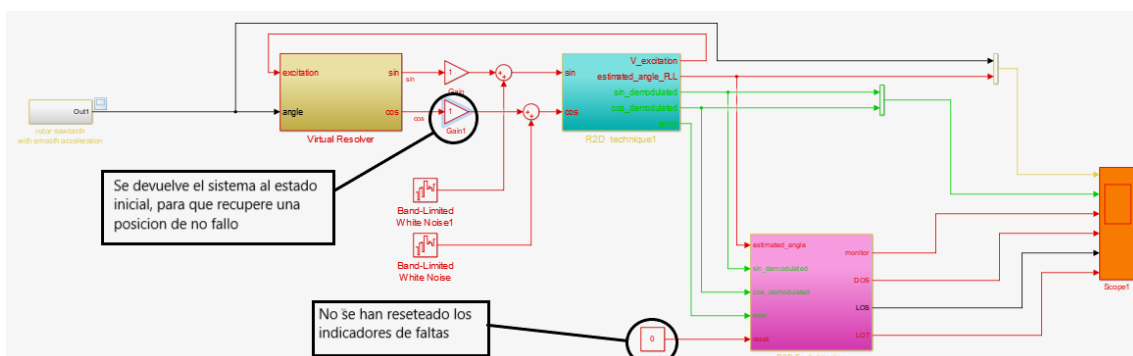 V_excitation
excitation
sin
sin
1
Gain
sin
estimated_angle_PLL
sin_demodulated
Out1
angle
cos
cos
1
Gain1
cos
cos_demodulated
rotor sawtooth
with smooth acceleration
Virtual Resolver
R2D technique1
Se devuelve el sistema al estado
inicial, para que recupere una
posicion de no fallo
Band-Limited
White Noise1
Band-Limited
White Noise
estimated_angle
monitor
sin_demodulated
DOS
cos_demodulated
LOS
error
reset
LOT
Scope1
No se han reseteado los
indicadores de faltas
0